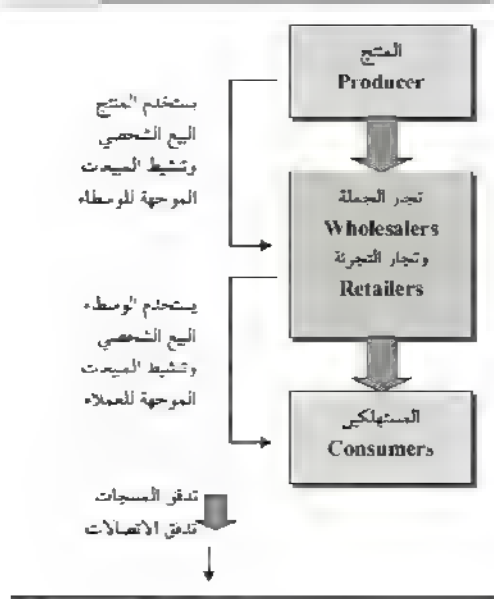 المنتج
Producer
يستخدم المنتج
البيع الشخصي
وتنشيط المبيعات
الموجهة للوسطاء
تجار الجملة
Wholesalers
وتجار التجزئة
Retailers
يستخدم الوسطاء
البيع الشخصي
وتنشيط المبيعات
الموجهة للعملاء
المستهلكين
Consumers
تدفق المنتجات
تدفق الاتصالات